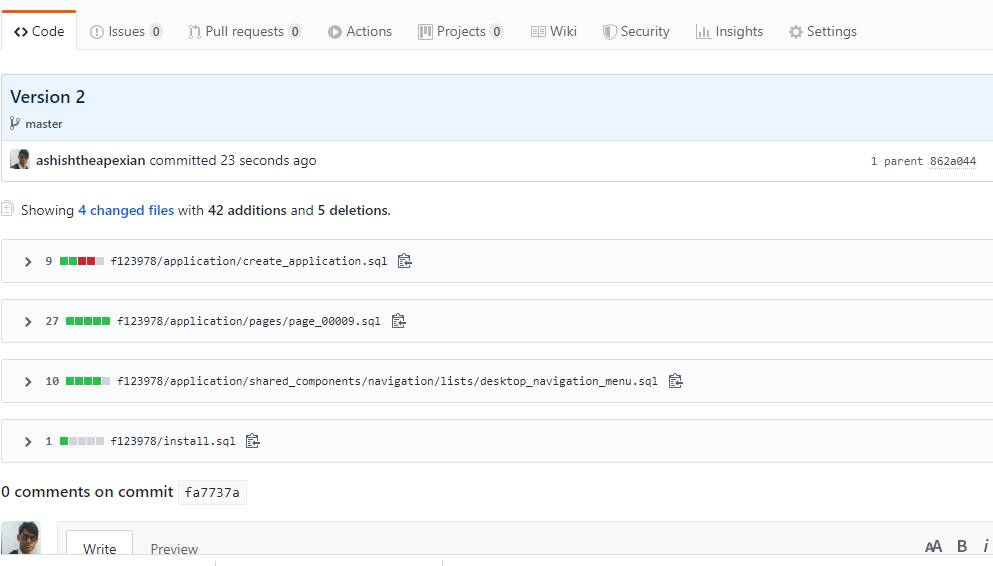 Code Issues 0 Pull requests 0 Actions Projects 0 Wiki Security Insights Settings
Version 2
master
ashishtheapexian committed 23 seconds ago 1 parent 862a044
Showing 4 changed files with 42 additions and 5 deletions.
9 f123978/application/create_application.sql
27 f123978/application/pages/page_00009.sql
10 f123978/application/shared_components/navigation/lists/desktop_navigation_menu.sql
1 f123978/install.sql
0 comments on commit fa7737a
Write Preview AA B i